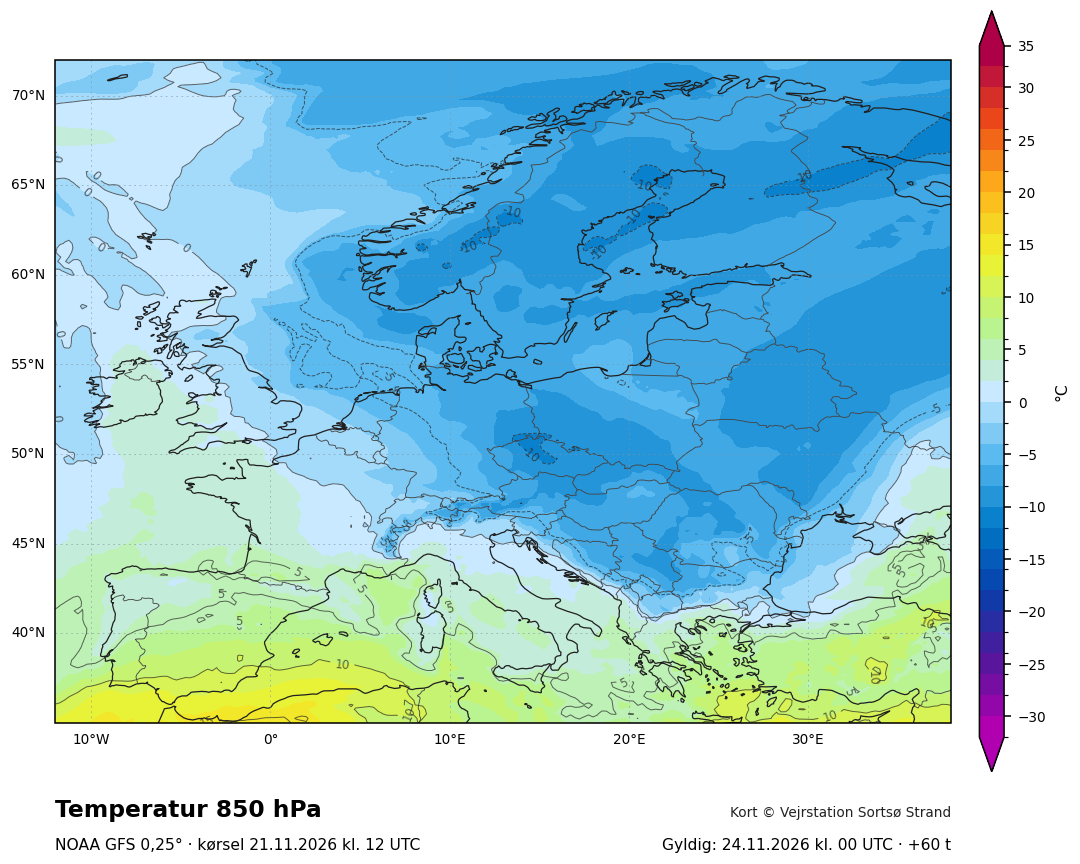 35
30
25
20
15
10
5
0
−5
−10
−15
−20
−25
−30
°C
70°N
65°N
60°N
55°N
50°N
45°N
40°N
10°W
0°
10°E
20°E
30°E
Temperatur 850 hPa
Kort © Vejrstation Sortsø Strand
NOAA GFS 0,25° · kørsel 21.11.2026 kl. 12 UTC
Gyldig: 24.11.2026 kl. 00 UTC · +60 t